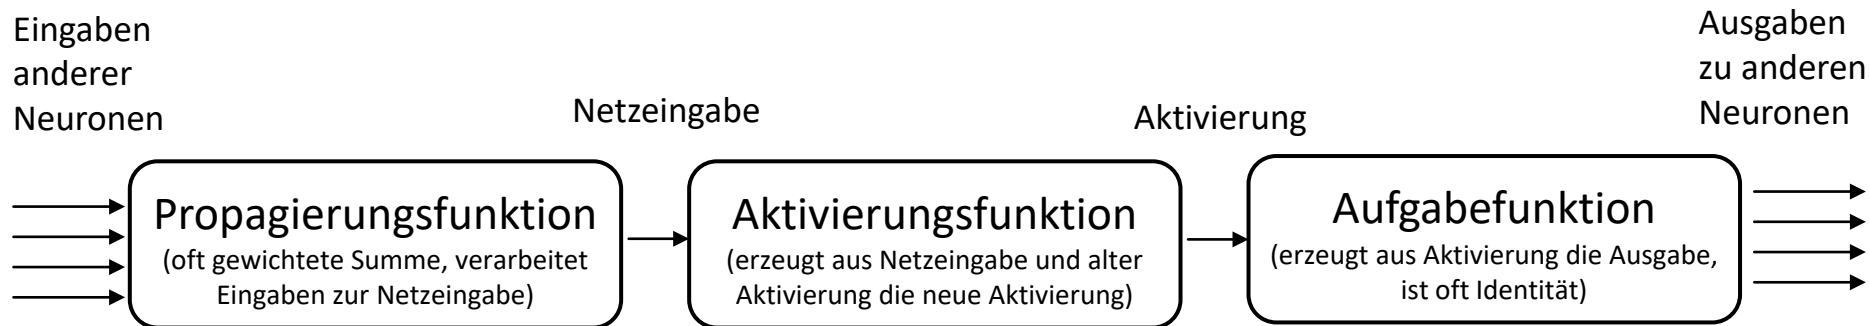 Eingaben
anderer
Neuronen
Netzeingabe
Aktivierung
Ausgaben
zu anderen
Neuronen
Propagierungsfunktion
(oft gewichtete Summe, verarbeitet
Eingaben zur Netzeingabe)
Aktivierungsfunktion
(erzeugt aus Netzeingabe und alter
Aktivierung die neue Aktivierung)
Aufgabefunktion
(erzeugt aus Aktivierung die Ausgabe,
ist oft Identität)